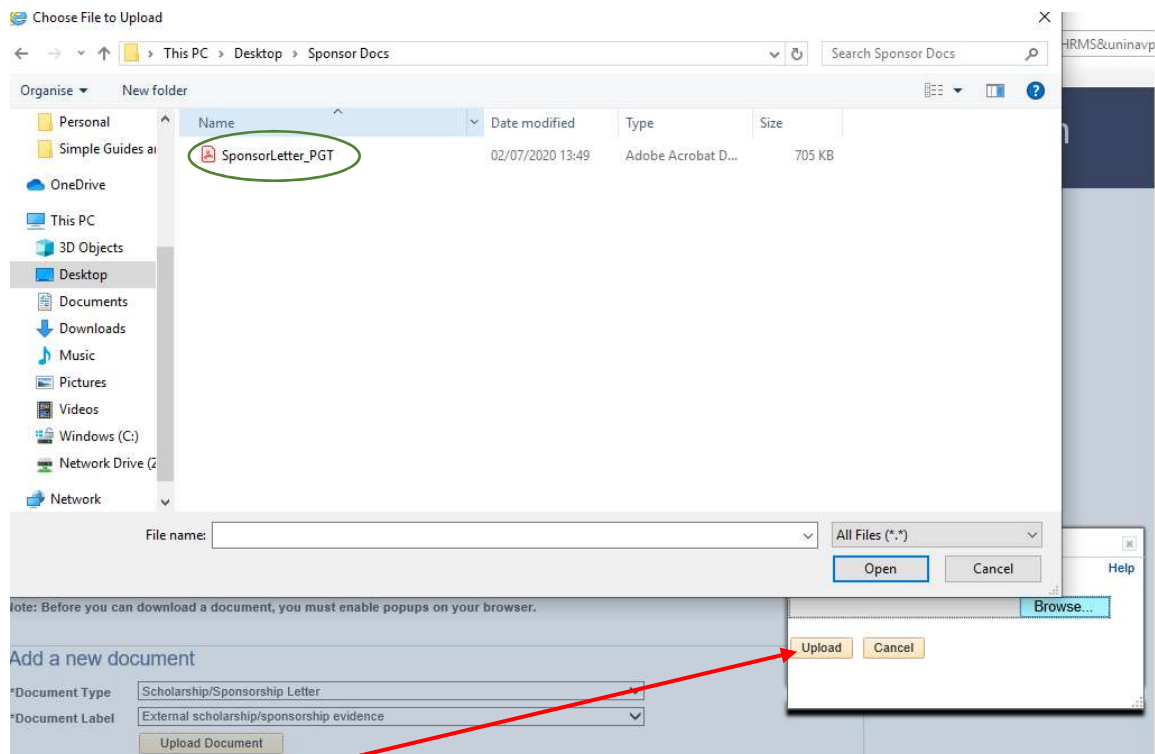 Choose File to Upload
HRMS&uninavp
This PC > Desktop > Sponsor Docs
Search Sponsor Docs
Organise New folder
Name Date modified Type Size
Personal
Simple Guides
SponsorLetter_PGT 02/07/2020 13:49 Adobe Acrobat D... 705 KB
OneDrive
This PC
3D Objects
Desktop
Documents
Downloads
Music
Pictures
Videos
Windows (C:)
Network Drive (Z
Network
File name: All Files (*.*)
Open Cancel
Help
Note: Before you can download a document, you must enable popups on your browser.
Browse...
Upload Cancel
Add a new document
*Document Type Scholarship/Sponsorship Letter
*Document Label External scholarship/sponsorship evidence
Upload Document